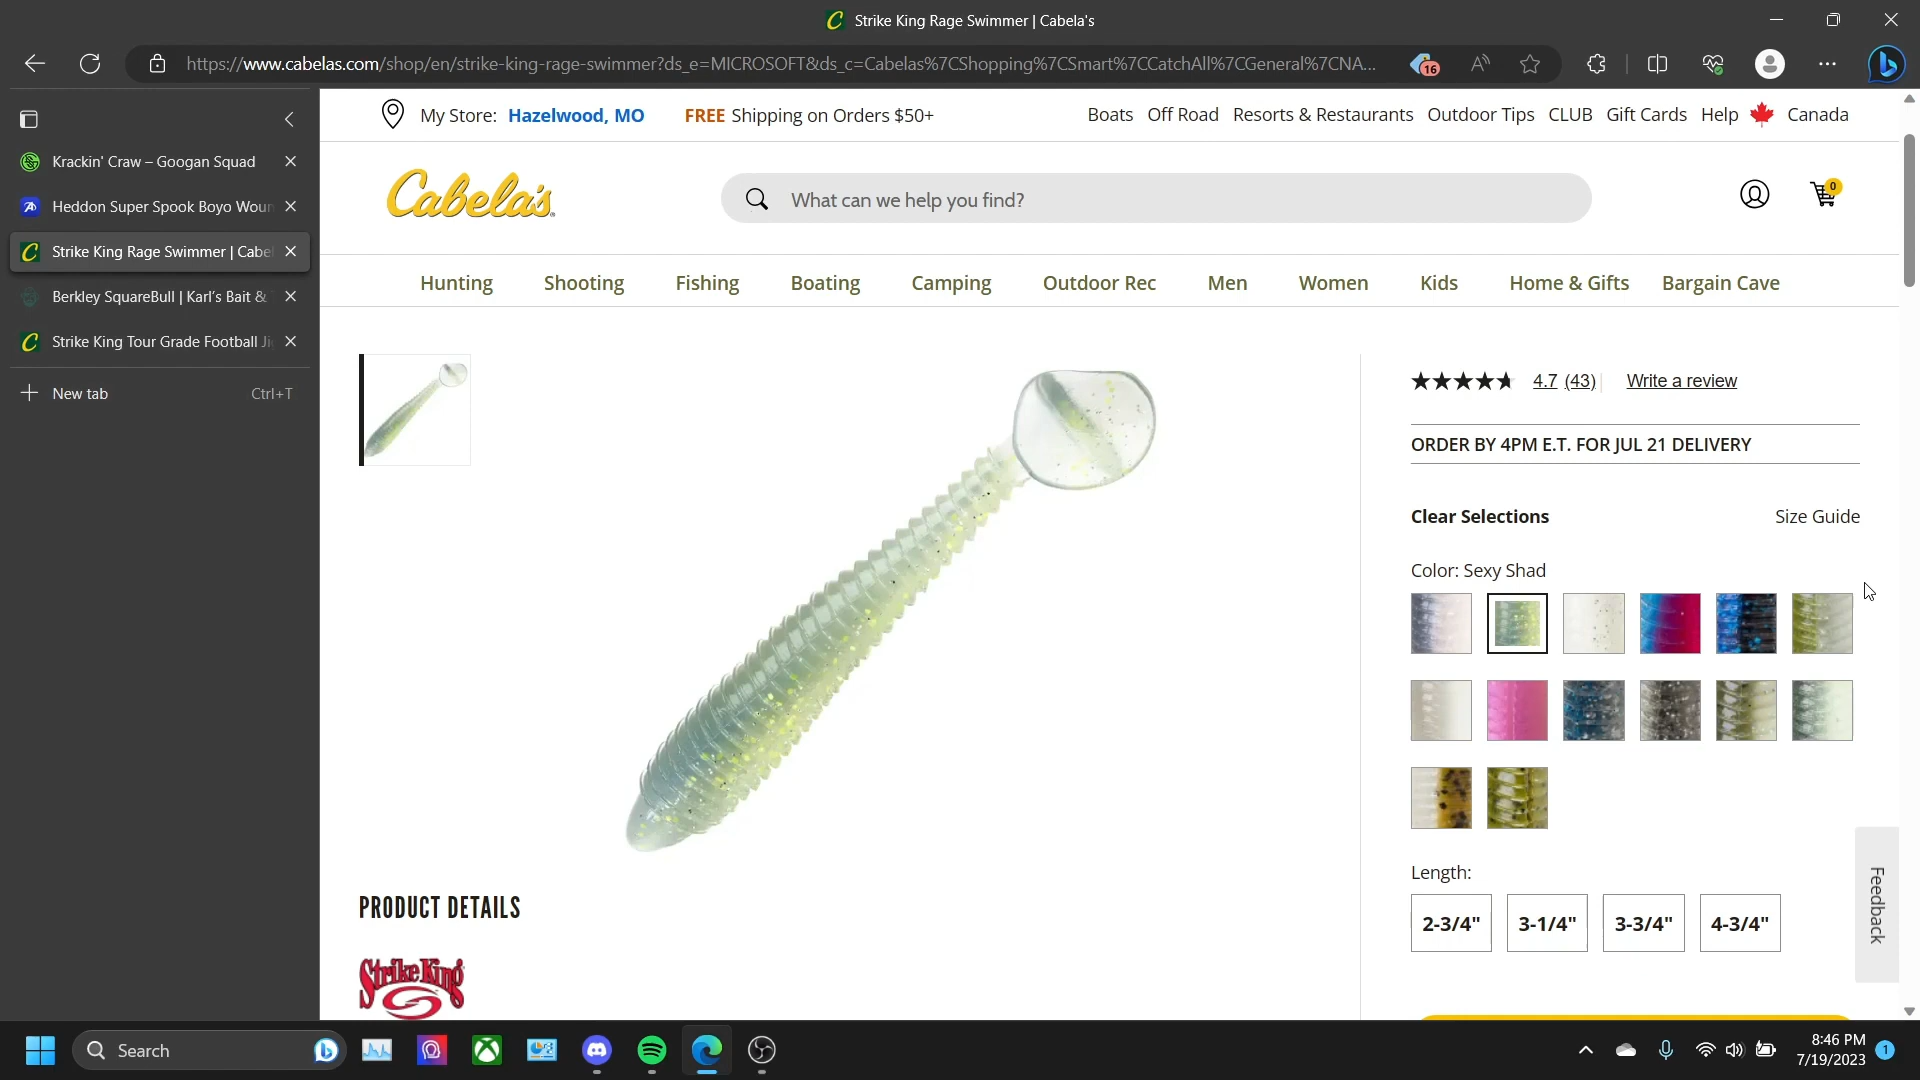 Strike King Rage Swimmer | Cabela's
https://www.cabelas.com/shop/en/strike-king-rage-swimmer?ds_e=MICROSOFT&ds_c=Cabelas%7CShopping%7CSmart%7CCatchAll%7CGeneral%7CNA...
16
My Store: Hazelwood, MO
FREE Shipping on Orders $50+
Boats Off Road Resorts & Restaurants Outdoor Tips CLUB Gift Cards Help Canada
Krackin' Craw – Googan Squad
Heddon Super Spook Boyo Woun
Strike King Rage Swimmer | Cabel
Berkley SquareBull | Karl's Bait &
Strike King Tour Grade Football Ji
New tab Ctrl+T
Cabela's
What can we help you find?
0
Hunting Shooting Fishing Boating Camping Outdoor Rec Men Women Kids Home & Gifts Bargain Cave
4.7 (43) Write a review
ORDER BY 4PM E.T. FOR JUL 21 DELIVERY
Clear Selections Size Guide
Color: Sexy Shad
Length:
2-3/4" 3-1/4" 3-3/4" 4-3/4"
Feedback
PRODUCT DETAILS
Strike King
Search
8:46 PM
7/19/2023
1